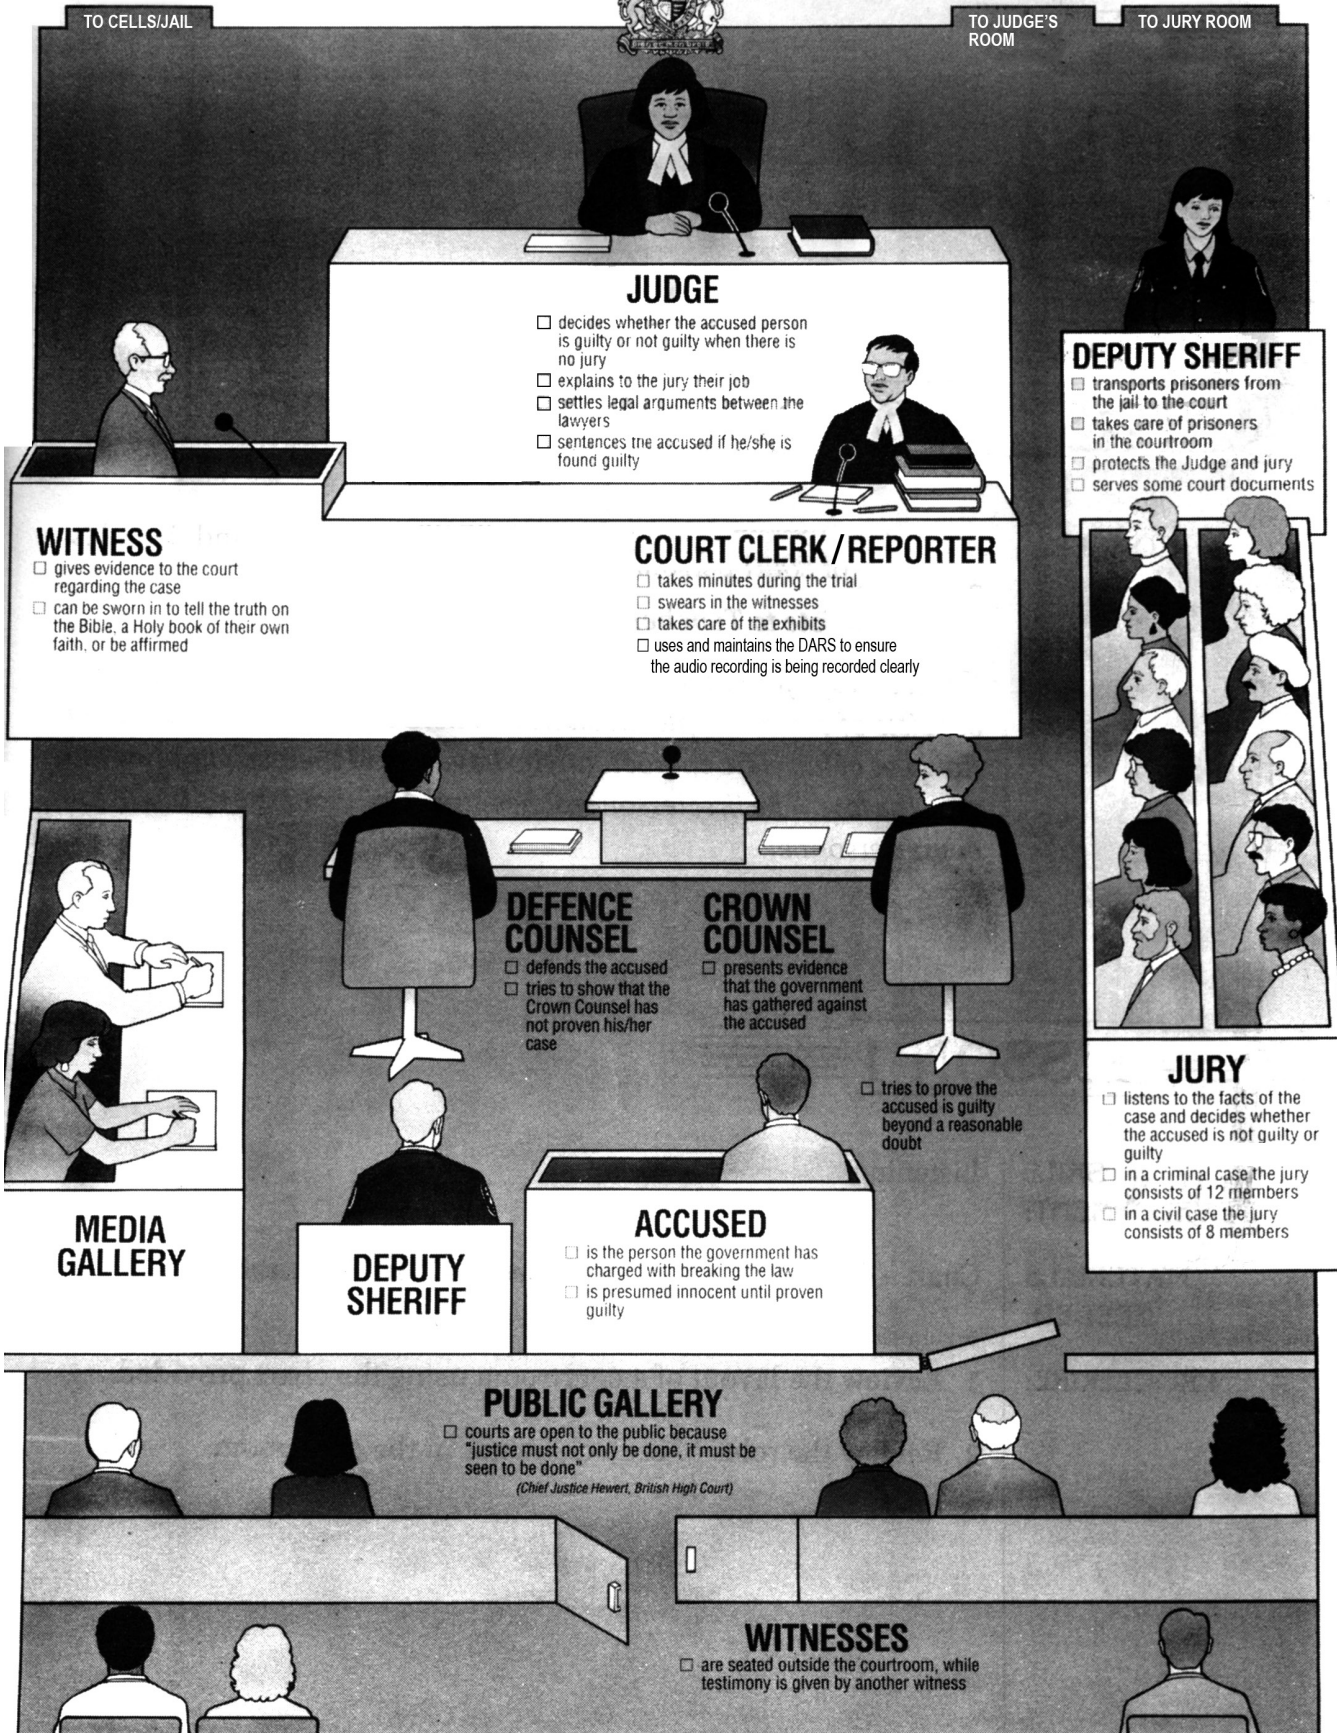 TO CELLS/JAIL
TO JUDGE'S
ROOM
TO JURY ROOM
JUDGE
decides whether the accused person
is guilty or not guilty when there is
no jury
explains to the jury their job
settles legal arguments between the
lawyers
sentences the accused if he/she is
found guilty
DEPUTY SHERIFF
transports prisoners from
the jail to the court
takes care of prisoners
in the courtroom
protects the Judge and jury
serves some court documents
WITNESS
gives evidence to the court
regarding the case
can be sworn in to tell the truth on
the Bible, a Holy book of their own
faith, or be affirmed
COURT CLERK/REPORTER
takes minutes during the trial
swears in the witnesses
takes care of the exhibits
uses and maintains the DARS to ensure
the audio recording is being recorded clearly
DEFENCE
COUNSEL
defends the accused
tries to show that the
Crown Counsel has
not proven his/her
case
CROWN
COUNSEL
presents evidence
that the government
has gathered against
the accused
tries to prove the
accused is guilty
beyond a reasonable
doubt
JURY
listens to the facts of the
case and decides whether
the accused is not guilty or
guilty
in a criminal case the jury
consists of 12 members
in a civil case the jury
consists of 8 members
MEDIA
GALLERY
DEPUTY
SHERIFF
ACCUSED
is the person the government has
charged with breaking the law
is presumed innocent until proven
guilty
PUBLIC GALLERY
courts are open to the public because
"justice must not only be done, it must be
seen to be done"
(Chief Justice Hewert, British High Court)
WITNESSES
are seated outside the courtroom, while
testimony is given by another witness